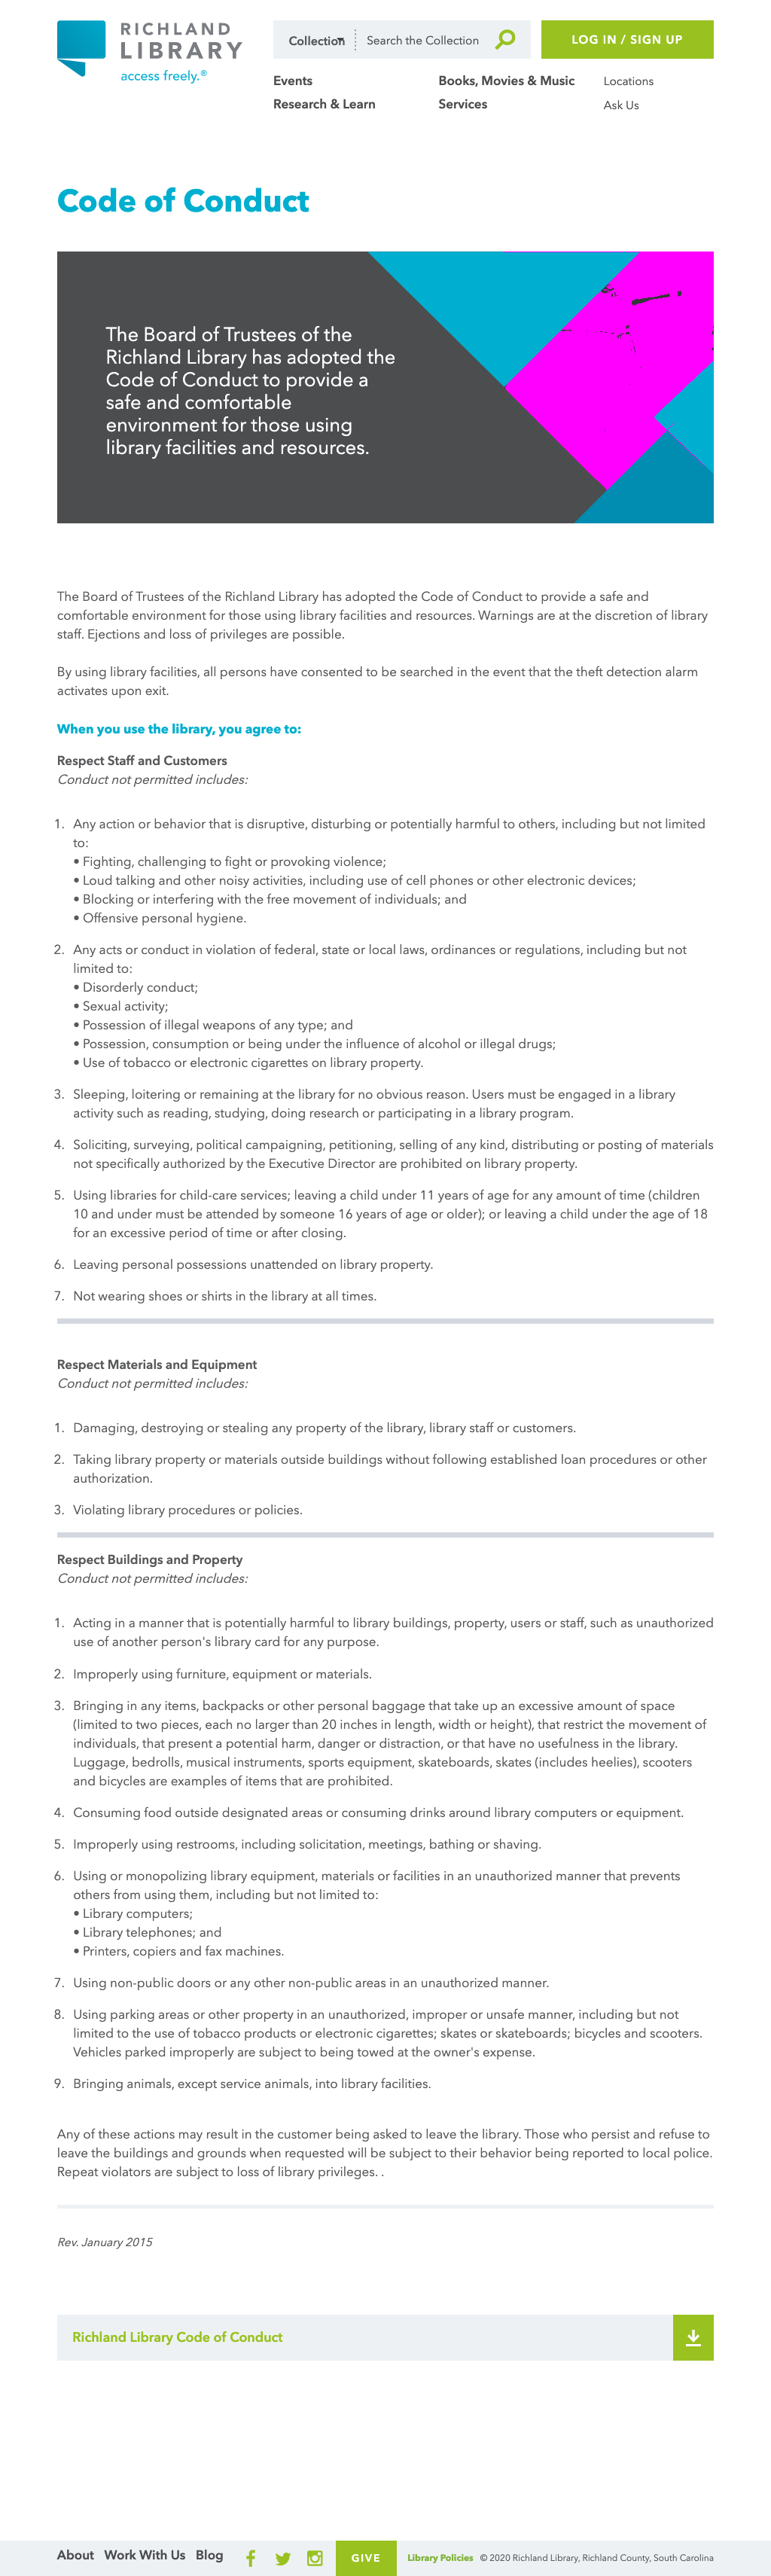 RICHLAND
LIBRARY
access freely.®
Collection
Search the Collection
LOG IN / SIGN UP
Events
Books, Movies & Music
Locations
Research & Learn
Services
Ask Us
Code of Conduct
The Board of Trustees of the
Richland Library has adopted the
Code of Conduct to provide a
safe and comfortable
environment for those using
library facilities and resources.
The Board of Trustees of the Richland Library has adopted the Code of Conduct to provide a safe and
comfortable environment for those using library facilities and resources. Warnings are at the discretion of library
staff. Ejections and loss of privileges are possible.
By using library facilities, all persons have consented to be searched in the event that the theft detection alarm
activates upon exit.
When you use the library, you agree to:
Respect Staff and Customers
Conduct not permitted includes:
1. Any action or behavior that is disruptive, disturbing or potentially harmful to others, including but not limited
to:
• Fighting, challenging to fight or provoking violence;
• Loud talking and other noisy activities, including use of cell phones or other electronic devices;
• Blocking or interfering with the free movement of individuals; and
• Offensive personal hygiene.
2. Any acts or conduct in violation of federal, state or local laws, ordinances or regulations, including but not
limited to:
• Disorderly conduct;
• Sexual activity;
• Possession of illegal weapons of any type; and
• Possession, consumption or being under the influence of alcohol or illegal drugs;
• Use of tobacco or electronic cigarettes on library property.
3. Sleeping, loitering or remaining at the library for no obvious reason. Users must be engaged in a library
activity such as reading, studying, doing research or participating in a library program.
4. Soliciting, surveying, political campaigning, petitioning, selling of any kind, distributing or posting of materials
not specifically authorized by the Executive Director are prohibited on library property.
5. Using libraries for child-care services; leaving a child under 11 years of age for any amount of time (children
10 and under must be attended by someone 16 years of age or older); or leaving a child under the age of 18
for an excessive period of time or after closing.
6. Leaving personal possessions unattended on library property.
7. Not wearing shoes or shirts in the library at all times.
Respect Materials and Equipment
Conduct not permitted includes:
1. Damaging, destroying or stealing any property of the library, library staff or customers.
2. Taking library property or materials outside buildings without following established loan procedures or other
authorization.
3. Violating library procedures or policies.
Respect Buildings and Property
Conduct not permitted includes:
1. Acting in a manner that is potentially harmful to library buildings, property, users or staff, such as unauthorized
use of another person's library card for any purpose.
2. Improperly using furniture, equipment or materials.
3. Bringing in any items, backpacks or other personal baggage that take up an excessive amount of space
(limited to two pieces, each no larger than 20 inches in length, width or height), that restrict the movement of
individuals, that present a potential harm, danger or distraction, or that have no usefulness in the library.
Luggage, bedrolls, musical instruments, sports equipment, skateboards, skates (includes heelies), scooters
and bicycles are examples of items that are prohibited.
4. Consuming food outside designated areas or consuming drinks around library computers or equipment.
5. Improperly using restrooms, including solicitation, meetings, bathing or shaving.
6. Using or monopolizing library equipment, materials or facilities in an unauthorized manner that prevents
others from using them, including but not limited to:
• Library computers;
• Library telephones; and
• Printers, copiers and fax machines.
7. Using non-public doors or any other non-public areas in an unauthorized manner.
8. Using parking areas or other property in an unauthorized, improper or unsafe manner, including but not
limited to the use of tobacco products or electronic cigarettes; skates or skateboards; bicycles and scooters.
Vehicles parked improperly are subject to being towed at the owner's expense.
9. Bringing animals, except service animals, into library facilities.
Any of these actions may result in the customer being asked to leave the library. Those who persist and refuse to
leave the buildings and grounds when requested will be subject to their behavior being reported to local police.
Repeat violators are subject to loss of library privileges. .
Rev. January 2015
Richland Library Code of Conduct
About Work With Us Blog
GIVE
Library Policies © 2020 Richland Library, Richland County, South Carolina